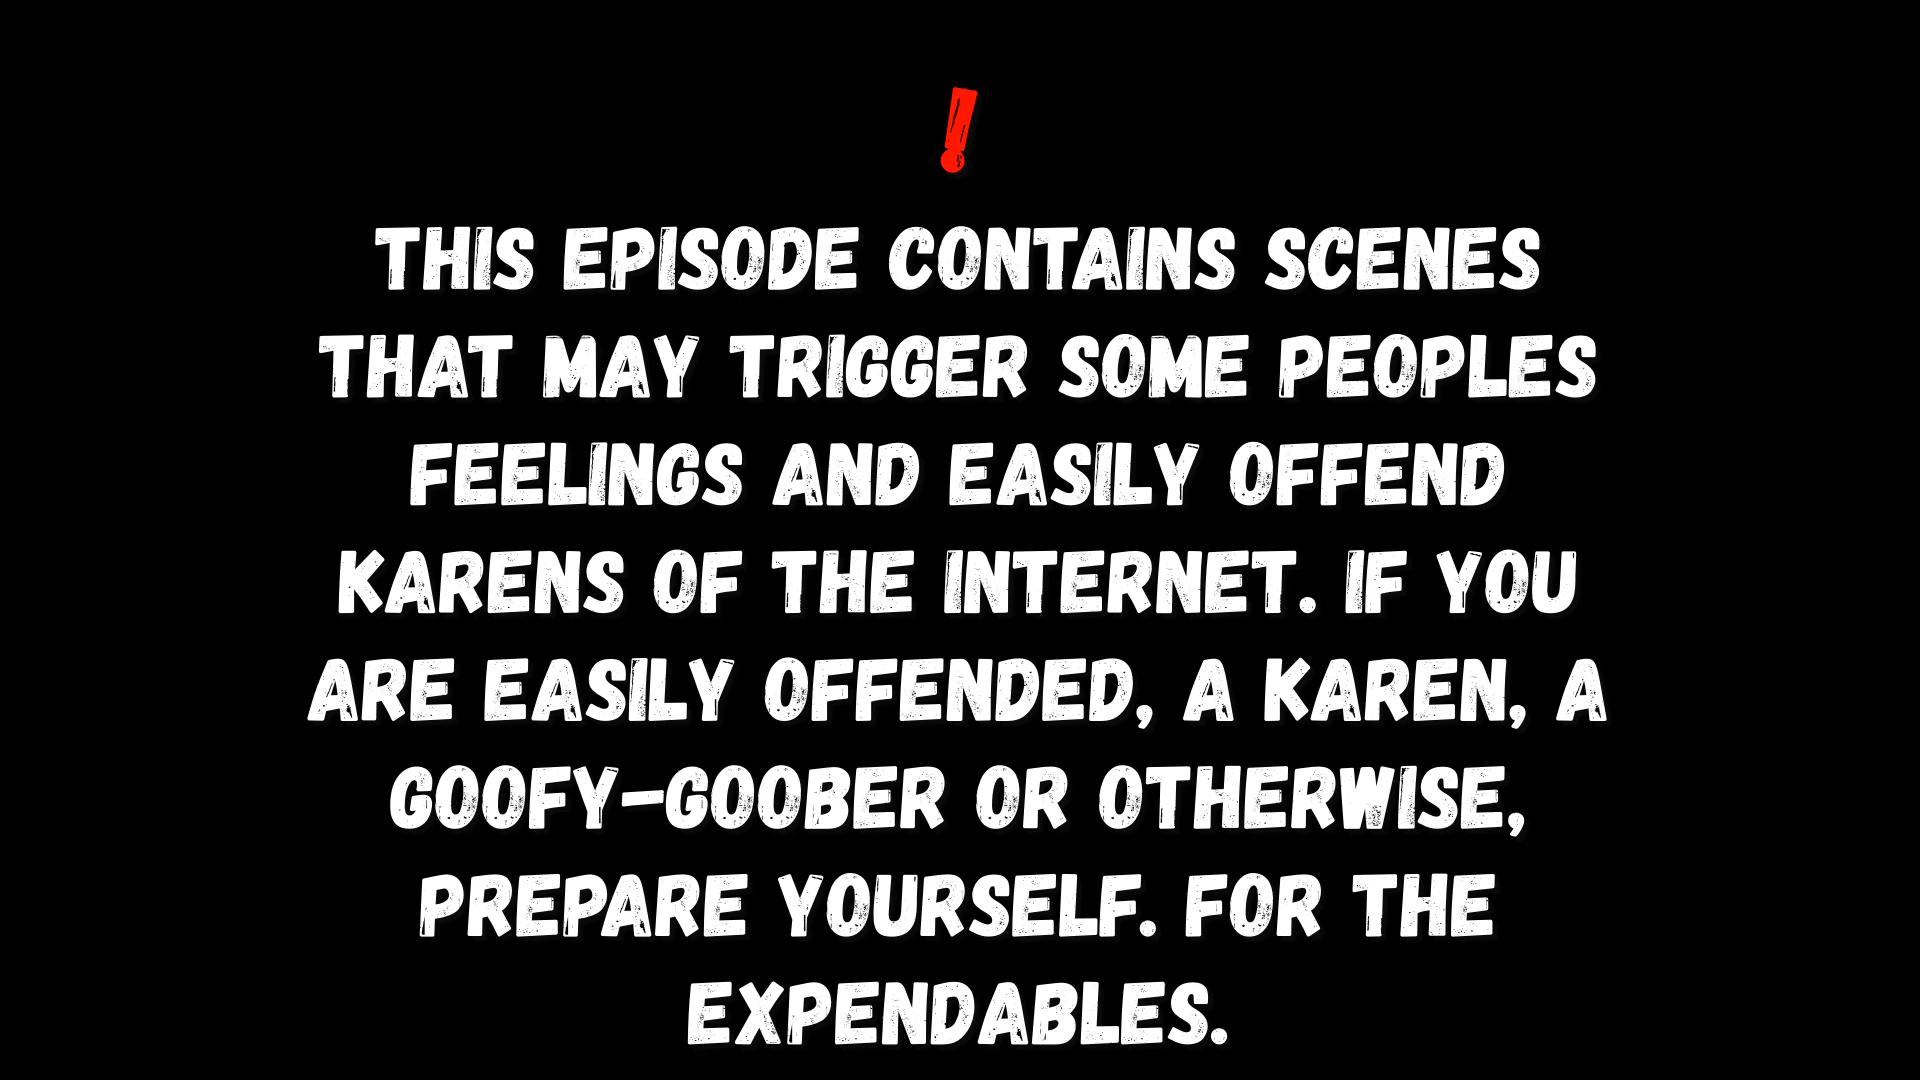 !
THIS EPISODE CONTAINS SCENES
THAT MAY TRIGGER SOME PEOPLES
FEELINGS AND EASILY OFFEND
KARENS OF THE INTERNET. IF YOU
ARE EASILY OFFENDED, A KAREN, A
GOOFY-GOOBER OR OTHERWISE,
PREPARE YOURSELF. FOR THE
EXPENDABLES.